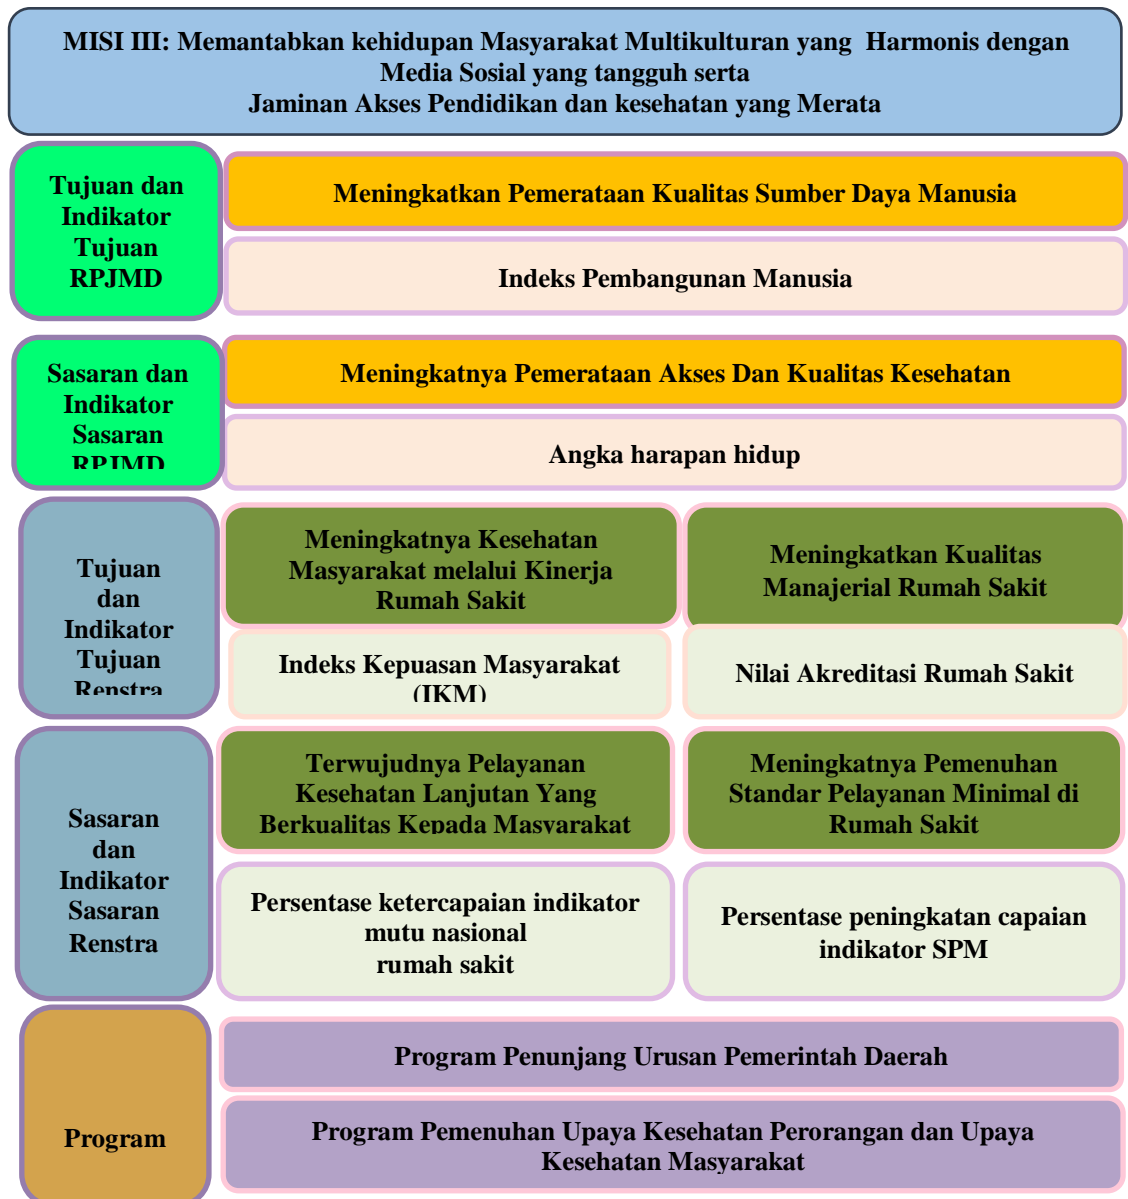 MISI III: Memantabkan kehidupan Masyarakat Multikulturan yang Harmonis dengan
Media Sosial yang tangguh serta
Jaminan Akses Pendidikan dan kesehatan yang Merata
Tujuan dan
Indikator
Tujuan
RPJMD
Meningkatkan Pemerataan Kualitas Sumber Daya Manusia
Indeks Pembangunan Manusia
Sasaran dan
Indikator
Sasaran
RPJMD
Meningkatnya Pemerataan Akses Dan Kualitas Kesehatan
Angka harapan hidup
Tujuan
dan
Indikator
Tujuan
Renstra
Meningkatnya Kesehatan
Masyarakat melalui Kinerja
Rumah Sakit
Meningkatkan Kualitas
Manajerial Rumah Sakit
Indeks Kepuasan Masyarakat
(IKM)
Nilai Akreditasi Rumah Sakit
Sasaran
dan
Indikator
Sasaran
Renstra
Terwujudnya Pelayanan
Kesehatan Lanjutan Yang
Berkualitas Kepada Masyarakat
Meningkatnya Pemenuhan
Standar Pelayanan Minimal di
Rumah Sakit
Persentase ketercapaian indikator
mutu nasional
rumah sakit
Persentase peningkatan capaian
indikator SPM
Program
Program Penunjang Urusan Pemerintah Daerah
Program Pemenuhan Upaya Kesehatan Perorangan dan Upaya
Kesehatan Masyarakat